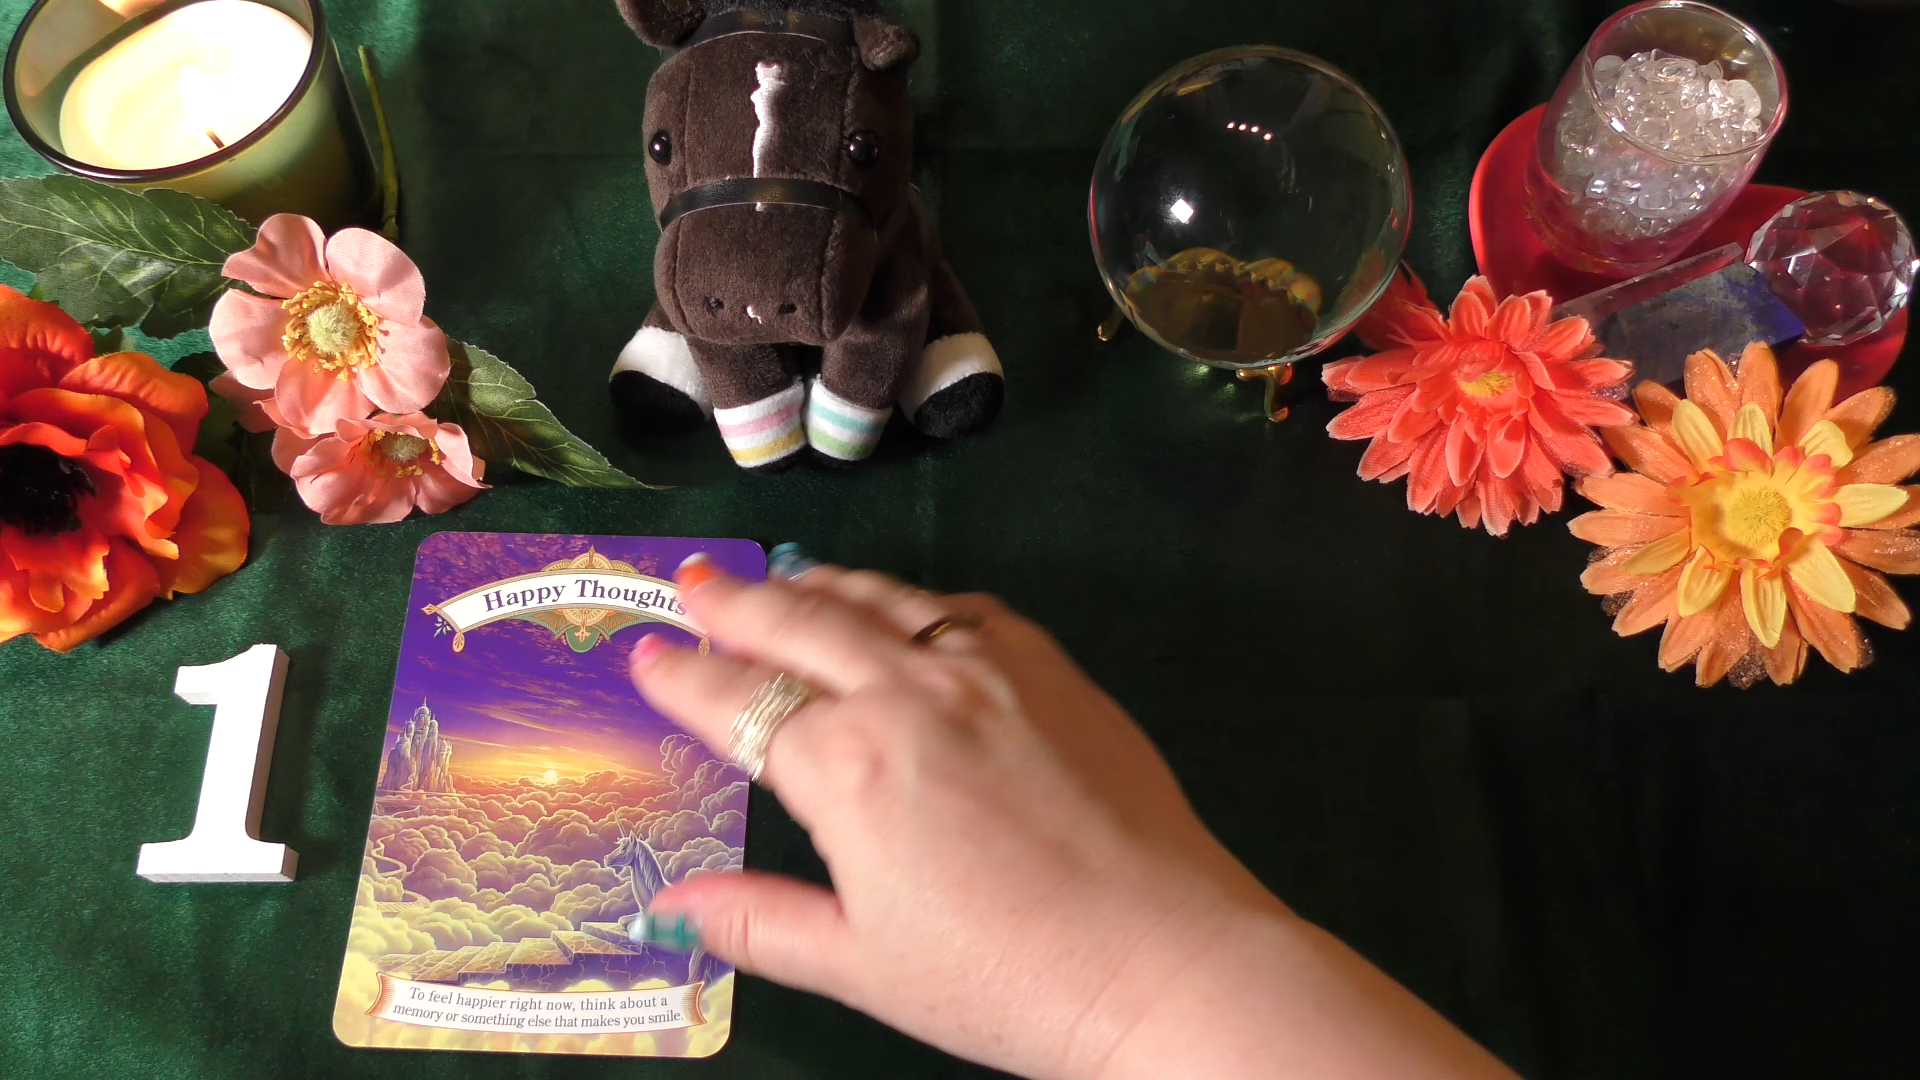 Happy Thoughts
1
To feel happier right now, think about a
memory or something else that makes you smile.